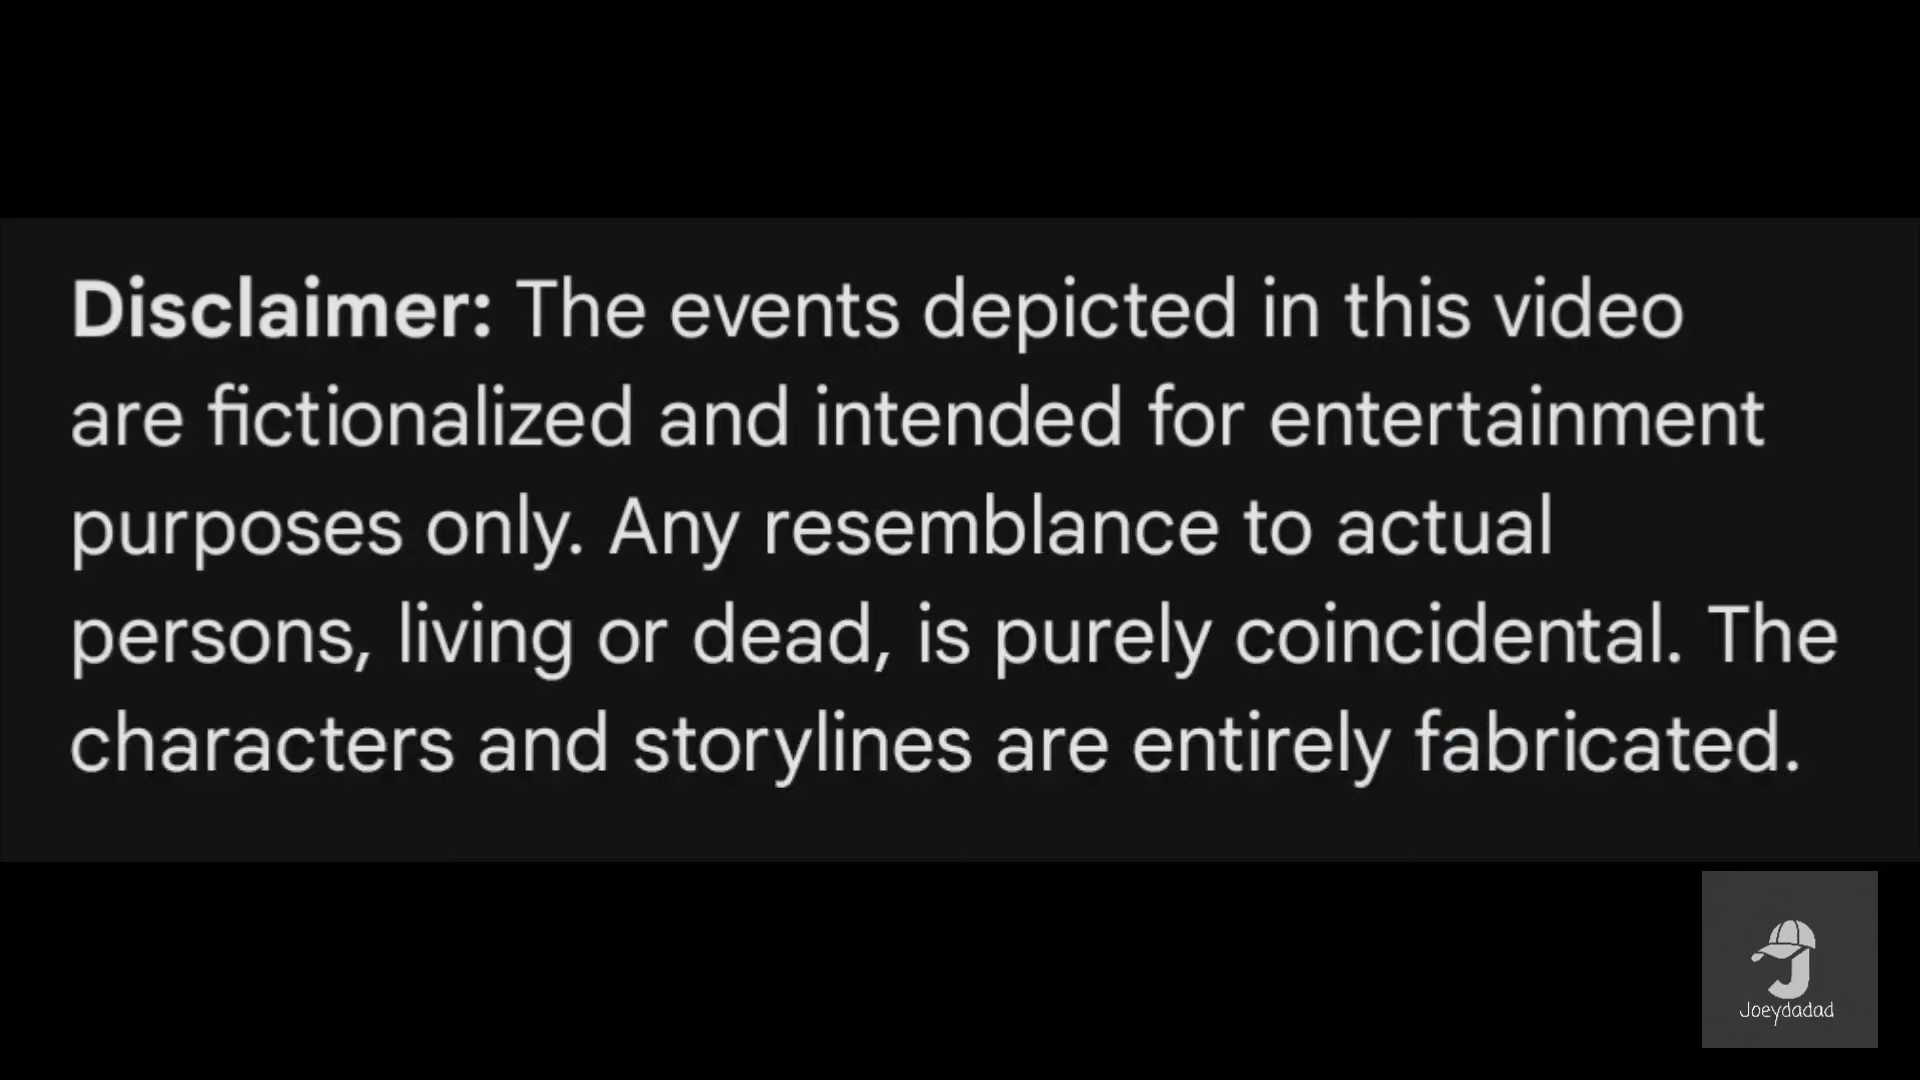 Disclaimer: The events depicted in this video
are fictionalized and intended for entertainment
purposes only. Any resemblance to actual
persons, living or dead, is purely coincidental. The
characters and storylines are entirely fabricated.
Joeydadad